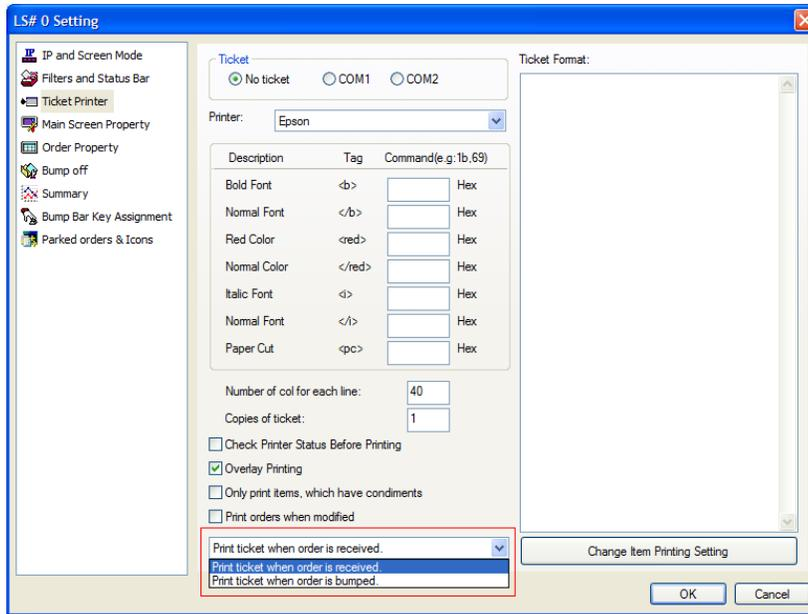 LS# 0 Setting
IP
IP and Screen Mode
Filters and Status Bar
Ticket Printer
Main Screen Property
Order Property
Bump off
Summary
Bump Bar Key Assignment
Parked orders & Icons
Ticket
No ticket
COM1
COM2
Printer:
Epson
Description Tag Command(e.g:1b,69)
Bold Font <b> Hex
Normal Font </b> Hex
Red Color <red> Hex
Normal Color </red> Hex
Italic Font <i> Hex
Normal Font </i> Hex
Paper Cut <pc> Hex
Number of col for each line: 40
Copies of ticket: 1
Check Printer Status Before Printing
Overlay Printing
Only print items, which have condiments
Print orders when modified
Print ticket when order is received.
Print ticket when order is received.
Print ticket when order is bumped.
Ticket Format:
Change Item Printing Setting
OK
Cancel